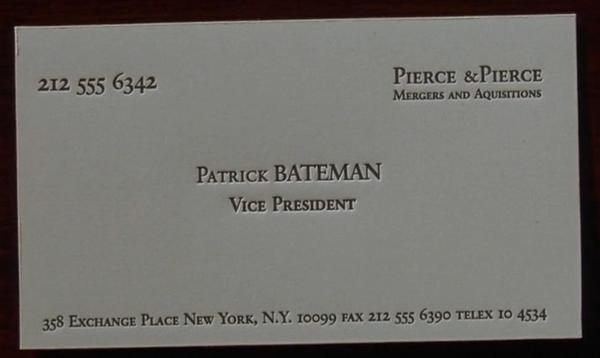 212 555 6342
Pierce &Pierce
Mergers and Aquisitions
Patrick BATEMAN
Vice President
358 Exchange Place New York, N.Y. 10099 fax 212 555 6390 telex 10 4534